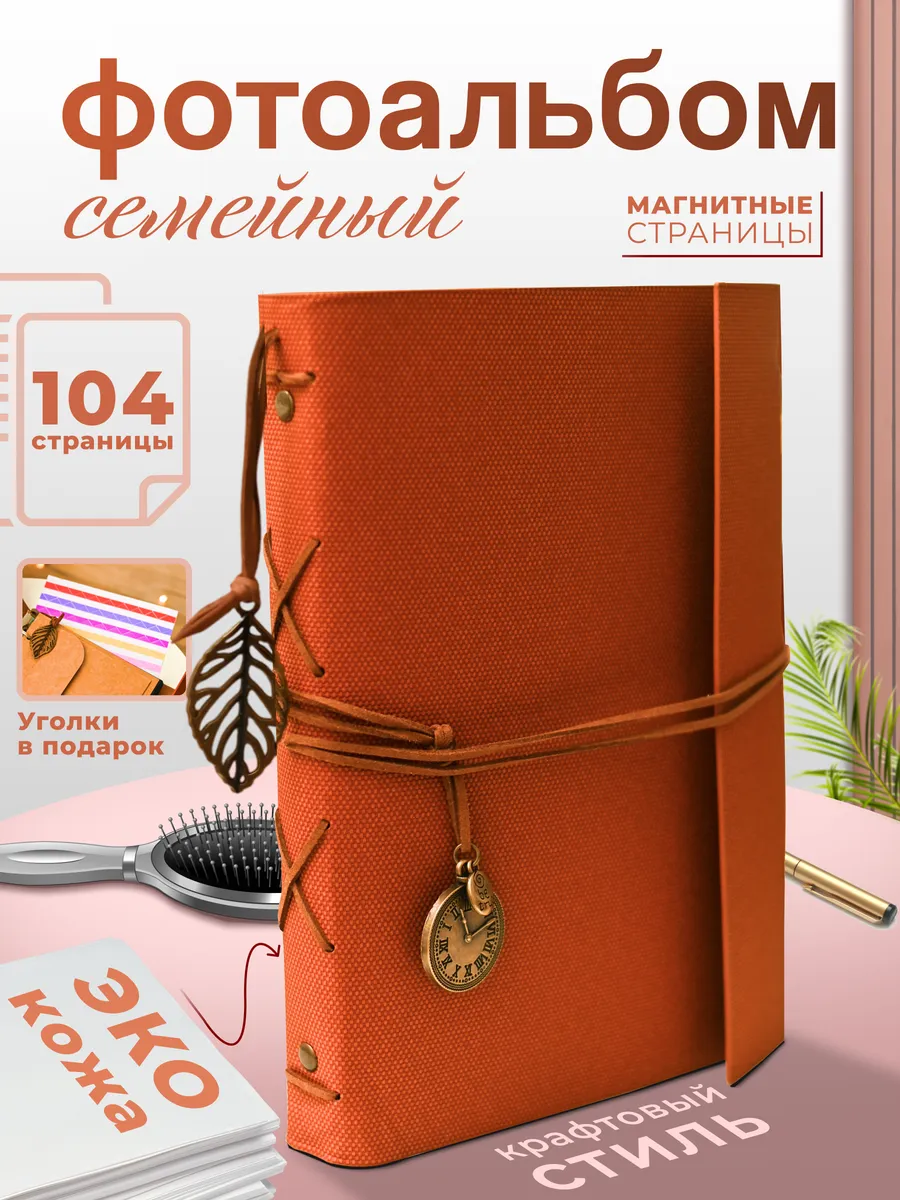 фотоальбом
семейный
МАГНИТНЫЕ
СТРАНИЦЫ
104
страницы
Уголки
в подарок
ЭКО
кожа
крафтовый
СТИЛЬ